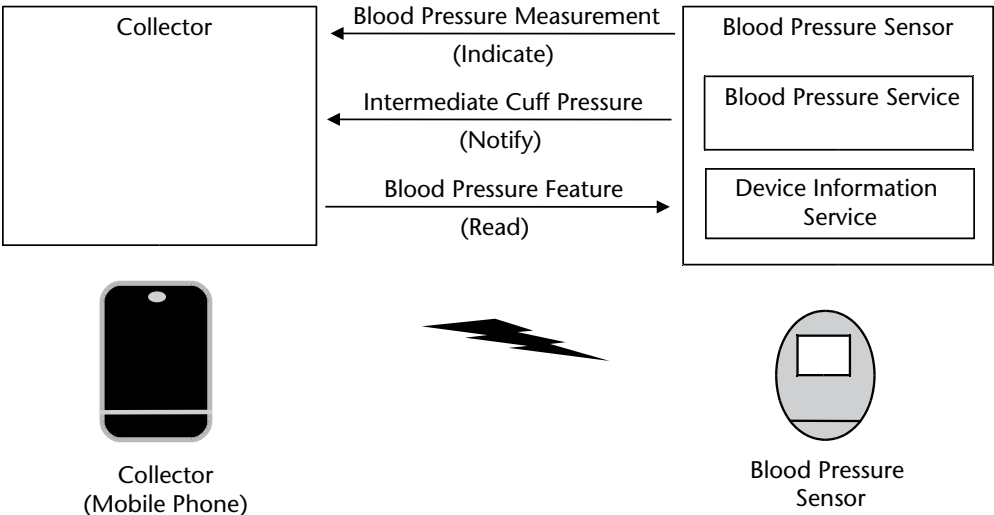 Collector
Blood Pressure Measurement
(Indicate)
Intermediate Cuff Pressure
(Notify)
Blood Pressure Feature
(Read)
Blood Pressure Sensor
Blood Pressure Service
Device Information
Service
Collector
(Mobile Phone)
Blood Pressure
Sensor